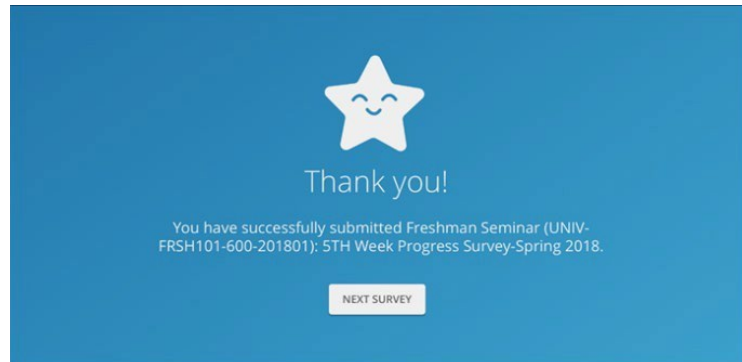 Thank you!
You have successfully submitted Freshman Seminar (UNIV-
FRSH101-600-201801): 5TH Week Progress Survey-Spring 2018.
NEXT SURVEY